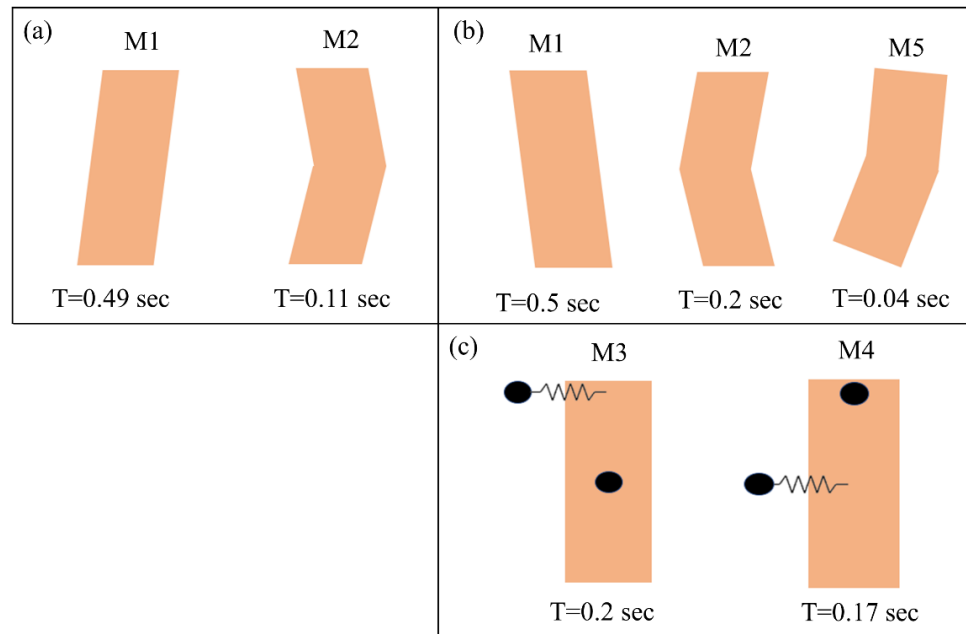 (a)
M1 M2
T=0.49 sec T=0.11 sec
(b)
M1 M2 M5
T=0.5 sec T=0.2 sec T=0.04 sec
(c)
M3 M4
T=0.2 sec T=0.17 sec